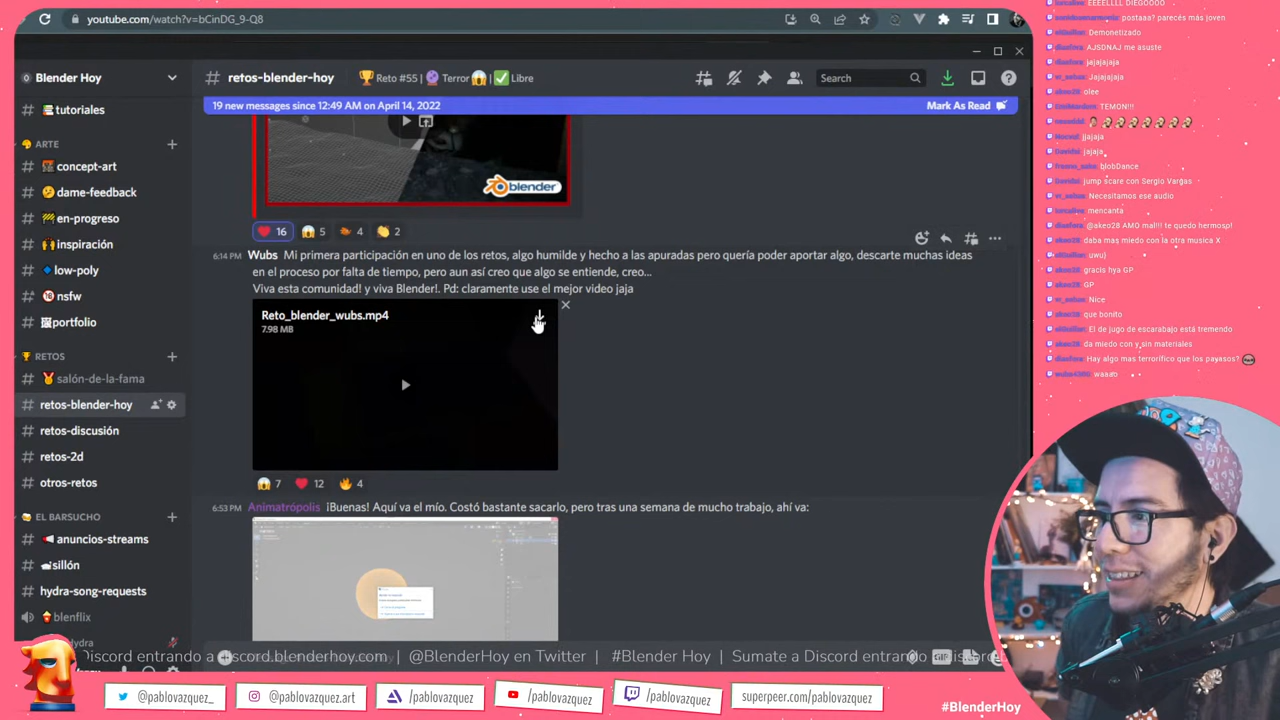 youtube.com/watch?v=bCinDG_9-Q8
Blender Hoy
retos-blender-hoy
Reto #55 | Terror | Libre
Search
19 new messages since 12:49 AM on April 14, 2022
Mark As Read
tutoriales
ARTE
concept-art
dame-feedback
en-progreso
inspiración
low-poly
nsfw
portfolio
RETOS
salón-de-la-fama
retos-blender-hoy
retos-discusión
retos-2d
otros-retos
EL BARSUCHO
anuncios-streams
sillón
hydra-song-requests
blenflix
blender
16
5
4
2
6:14 PM Wubs Mi primera participación en uno de los retos, algo humilde y hecho a las apuradas pero quería poder aportar algo, descarte muchas ideas
en el proceso por falta de tiempo, pero aun así creo que algo se entiende, creo...
Viva esta comunidad! y viva Blender!. Pd: claramente use el mejor video jaja
Reto_blender_wubs.mp4
7.98 MB
7
12
4
6:53 PM Animatrópolis ¡Buenas! Aquí va el mío. Costó bastante sacarlo, pero tras una semana de mucho trabajo, ahí va:
GIF
EEEELLLL DIEGOOOO
postaaa? parecés más joven
Demonetizado
AJSDNAJ me asuste
jajajajaja
Jajajajaja
olee
TEMON!!!
jjajaja
jajaja
blobDance
jump scare con Sergio Vargas
Necesitamos ese audio
mencanta
@akeo28 AMO mal!!! te quedo hermoso!
daba mas miedo con la otra musica X
uwu)
gracis hya GP
GP
Nice
que bonito
El de jugo de escarabajo está tremendo
da miedo con y sin materiales
Hay algo mas terrorífico que los payasos?
waaao
Discord entrando a discord.blenderhoy.com | @BlenderHoy en Twitter | #Blender Hoy | Sumate a Discord entrando
@pablovazquez_
@pablovazquez.art
/pablovazquez
/pablovazquez
/pablovazquez
superpeer.com/pablovazquez
#BlenderHoy